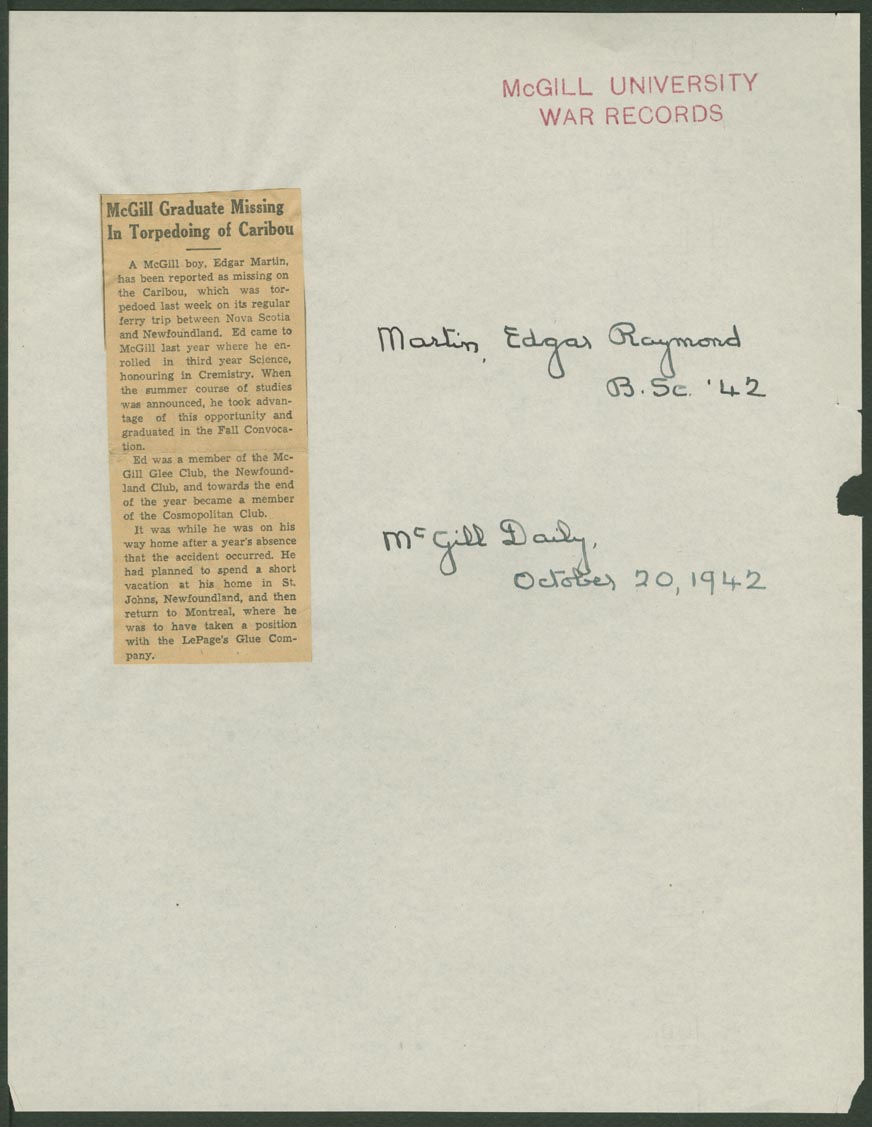 McGILL UNIVERSITY
WAR RECORDS
McGill Graduate Missing
In Torpedoing of Caribou
A McGill boy, Edgar Martin,
has been reported as missing on
the Caribou, which was tor-
pedoed last week on its regular
ferry trip between Nova Scotia
and Newfoundland. Ed came to
McGill last year where he en-
rolled in third year Science,
honouring in Cremistry. When
the summer course of studies
was announced, he took advan-
tage of this opportunity and
graduated in the Fall Convoca-
tion.
Ed was a member of the Mc-
Gill Glee Club, the Newfound-
land Club, and towards the end
of the year became a member
of the Cosmopolitan Club.
It was while he was on his
way home after a year's absence
that the accident occurred. He
had planned to spend a short
vacation at his home in St.
Johns, Newfoundland, and then
return to Montreal, where he
was to have taken a position
with the LePage's Glue Com-
pany.
Martin, Edgar Raymond
B.Sc. '42
McGill Daily,
October 20, 1942